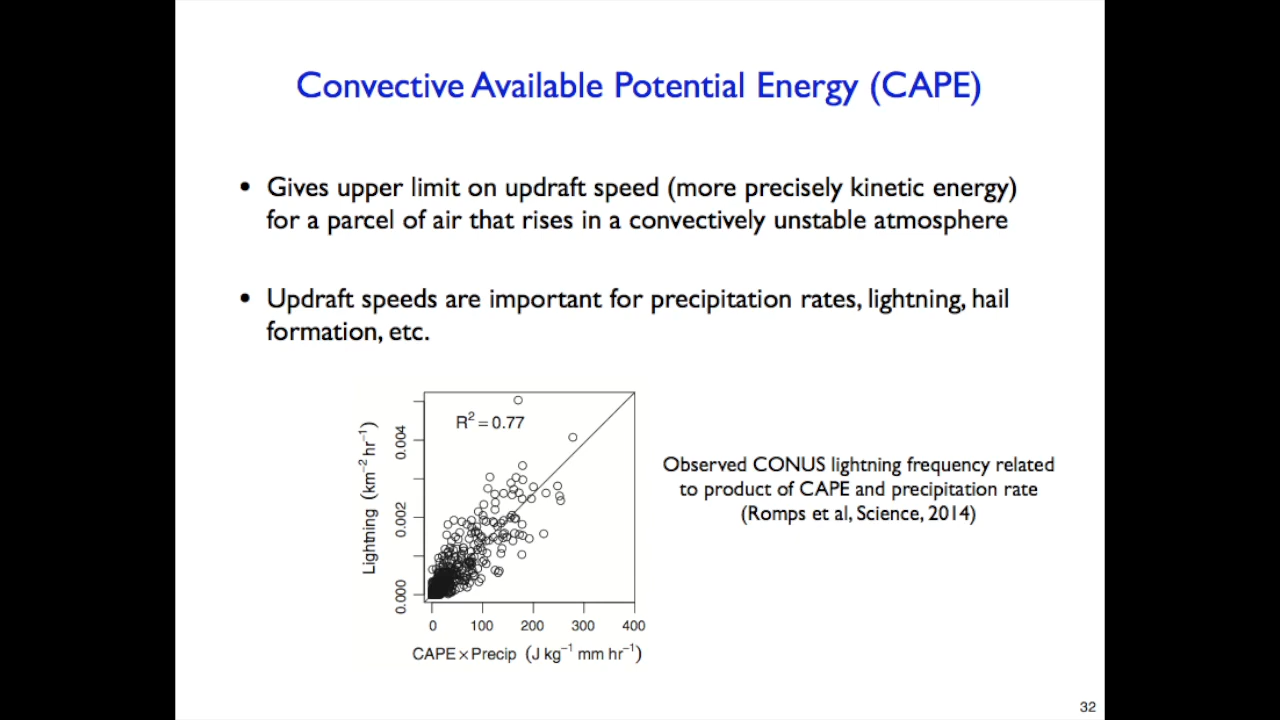 Convective Available Potential Energy (CAPE)
• Gives upper limit on updraft speed (more precisely kinetic energy)
for a parcel of air that rises in a convectively unstable atmosphere
• Updraft speeds are important for precipitation rates, lightning, hail
formation, etc.
R² = 0.77
Lightning (km⁻² hr⁻¹)
0.004
0.002
0.000
0 100 200 300 400
CAPE × Precip (J kg⁻¹ mm hr⁻¹)
Observed CONUS lightning frequency related
to product of CAPE and precipitation rate
(Romps et al, Science, 2014)
32